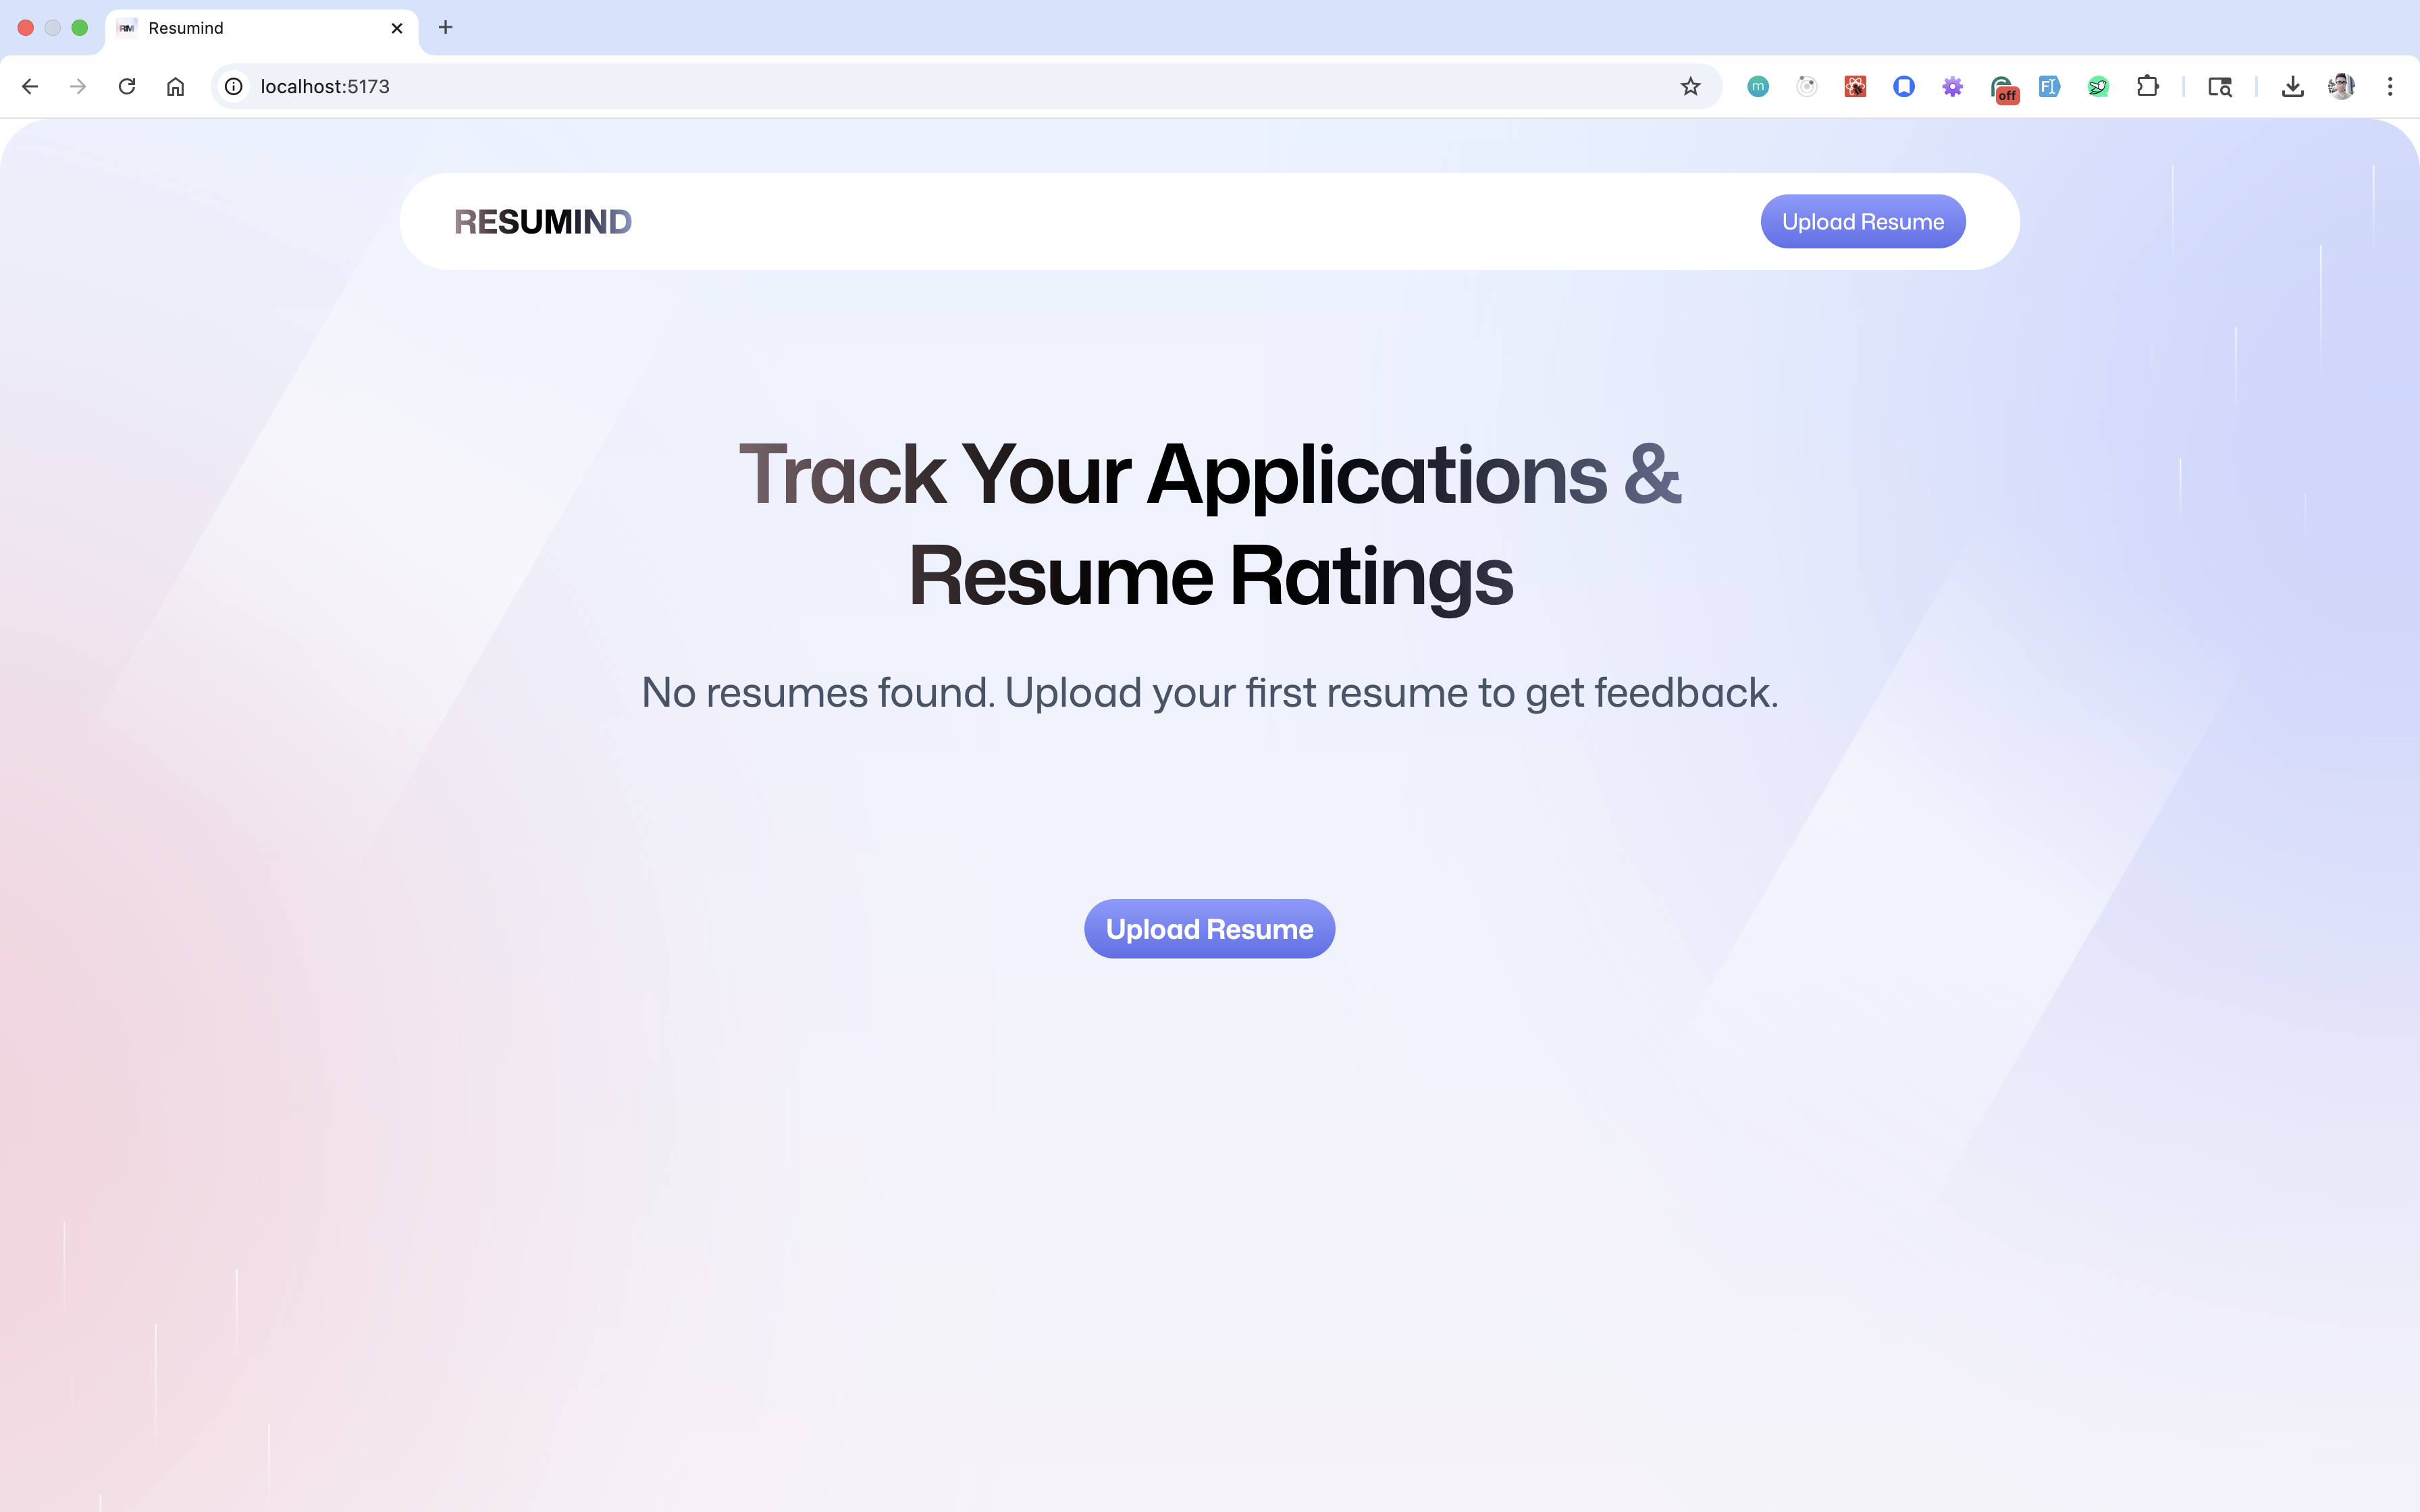 Resumind
localhost:5173
off
RESUMIND
Upload Resume
Track Your Applications &
Resume Ratings
No resumes found. Upload your first resume to get feedback.
Upload Resume